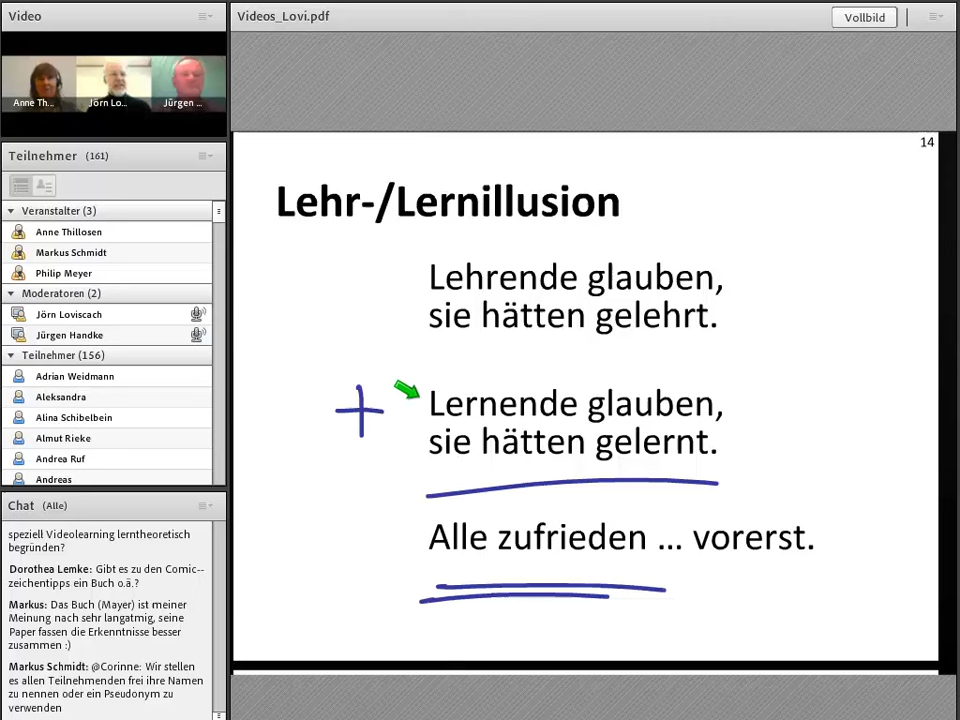 Video
Anne Th...
Jörn Lo...
Jürgen ...
Teilnehmer (161)
Veranstalter (3)
Anne Thillosen
Markus Schmidt
Philip Meyer
Moderatoren (2)
Jörn Loviscach
Jürgen Handke
Teilnehmer (156)
Adrian Weidmann
Aleksandra
Alina Schibelbein
Almut Rieke
Andrea Ruf
Andreas
Chat (Alle)
speziell Videolearning lerntheoretisch
begründen?
Dorothea Lemke: Gibt es zu den Comic--
zeichentipps ein Buch o.ä.?
Markus: Das Buch (Mayer) ist meiner
Meinung nach sehr langatmig, seine
Paper fassen die Erkenntnisse besser
zusammen :)
Markus Schmidt: @Corinne: Wir stellen
es allen Teilnehmenden frei ihre Namen
zu nennen oder ein Pseudonym zu
verwenden
Videos_Lovi.pdf
Vollbild
14
Lehr-/Lernillusion
Lehrende glauben,
sie hätten gelehrt.
+
Lernende glauben,
sie hätten gelernt.
Alle zufrieden ... vorerst.